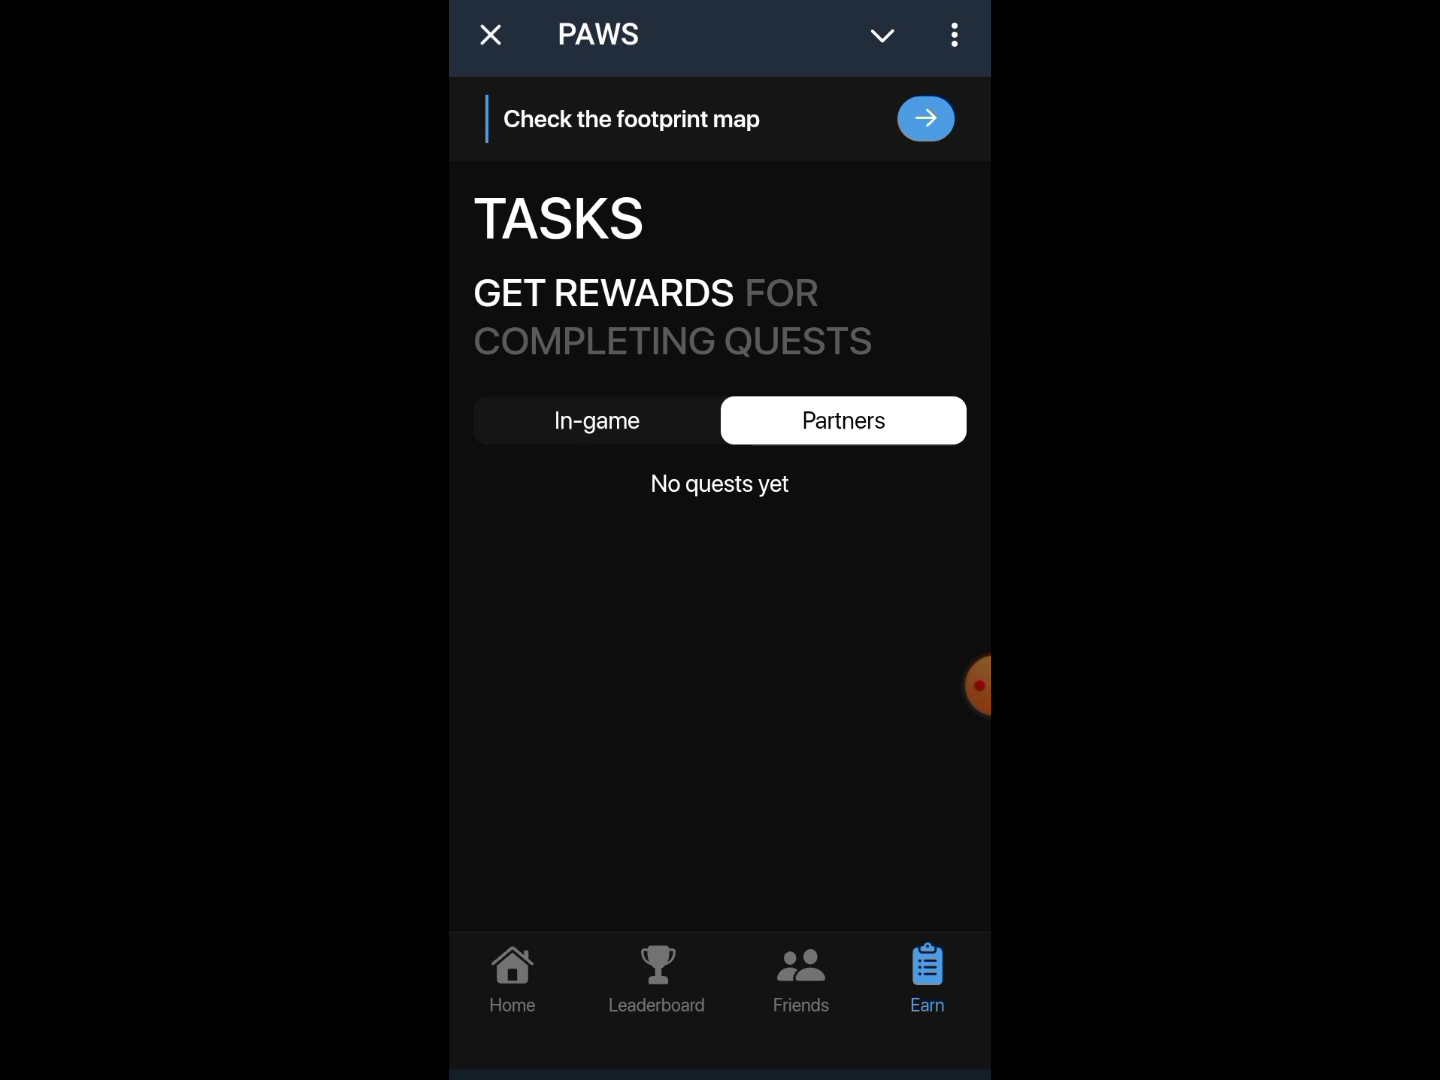 PAWS
Check the footprint map
TASKS
GET REWARDS FOR
COMPLETING QUESTS
In-game
Partners
No quests yet
Home
Leaderboard
Friends
Earn